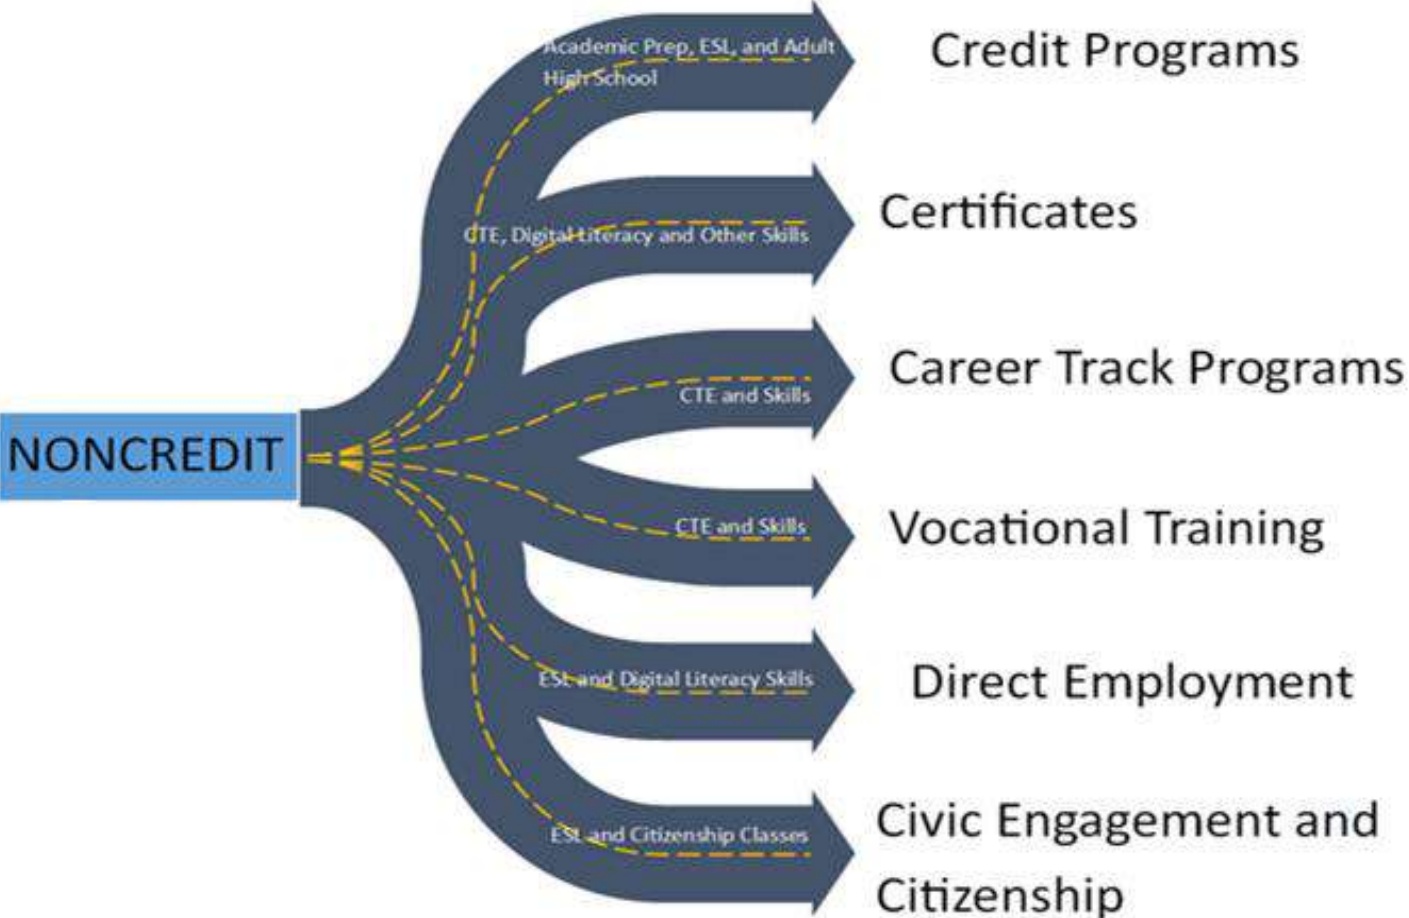 Academic Prep, ESL, and Adult
High School
Credit Programs
CTE, Digital Literacy and Other Skills
Certificates
CTE and Skills
Career Track Programs
NONCREDIT
CTE and Skills
Vocational Training
ESL and Digital Literacy Skills
Direct Employment
ESL and Citizenship Classes
Civic Engagement and
Citizenship